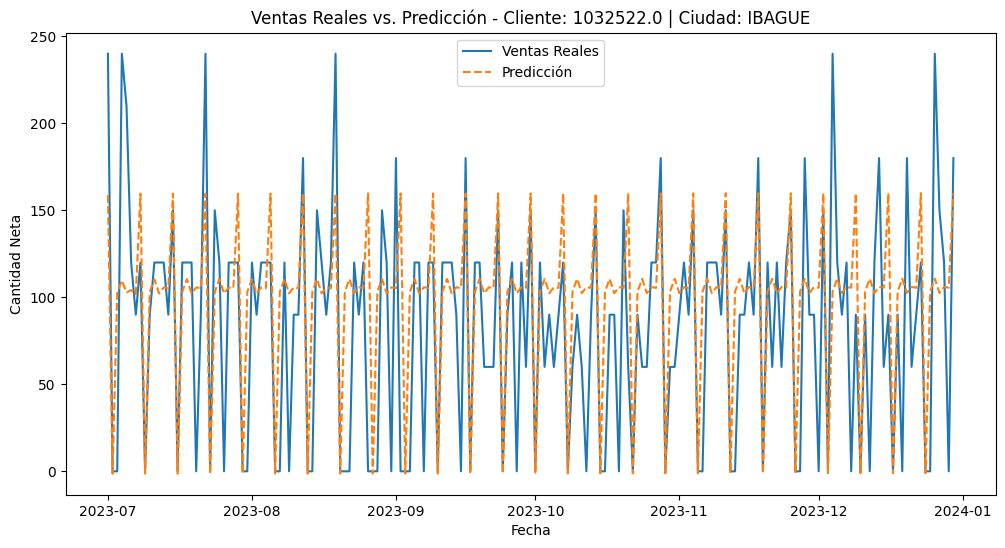 Ventas Reales vs. Predicción - Cliente: 1032522.0 | Ciudad: IBAGUE
Ventas Reales
Predicción
Cantidad Neta
250
200
150
100
50
0
2023-07
2023-08
2023-09
2023-10
2023-11
2023-12
2024-01
Fecha